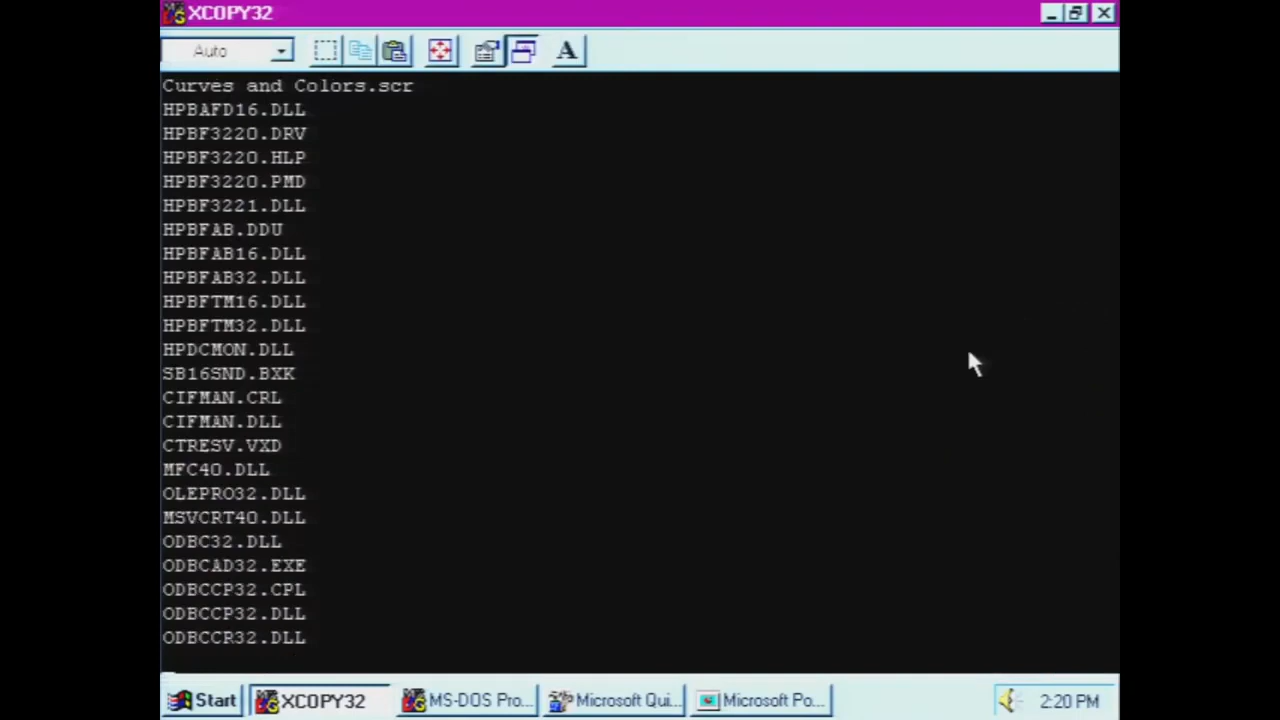 XCOPY32
Auto
A
Curves and Colors.scr
HPBAFD16.DLL
HPBF3220.DRV
HPBF3220.HLP
HPBF3220.PMD
HPBF3221.DLL
HPBFAB.DDU
HPBFAB16.DLL
HPBFAB32.DLL
HPBFTM16.DLL
HPBFTM32.DLL
HPDCMON.DLL
SB16SND.BXK
CIFMAN.CRL
CIFMAN.DLL
CTRESV.VXD
MFC40.DLL
OLEPRO32.DLL
MSVCRT40.DLL
ODBC32.DLL
ODBCAD32.EXE
ODBCCP32.CPL
ODBCCP32.DLL
ODBCCR32.DLL
Start XCOPY32 MS-DOS Pro... Microsoft Qui... Microsoft Po... 2:20 PM